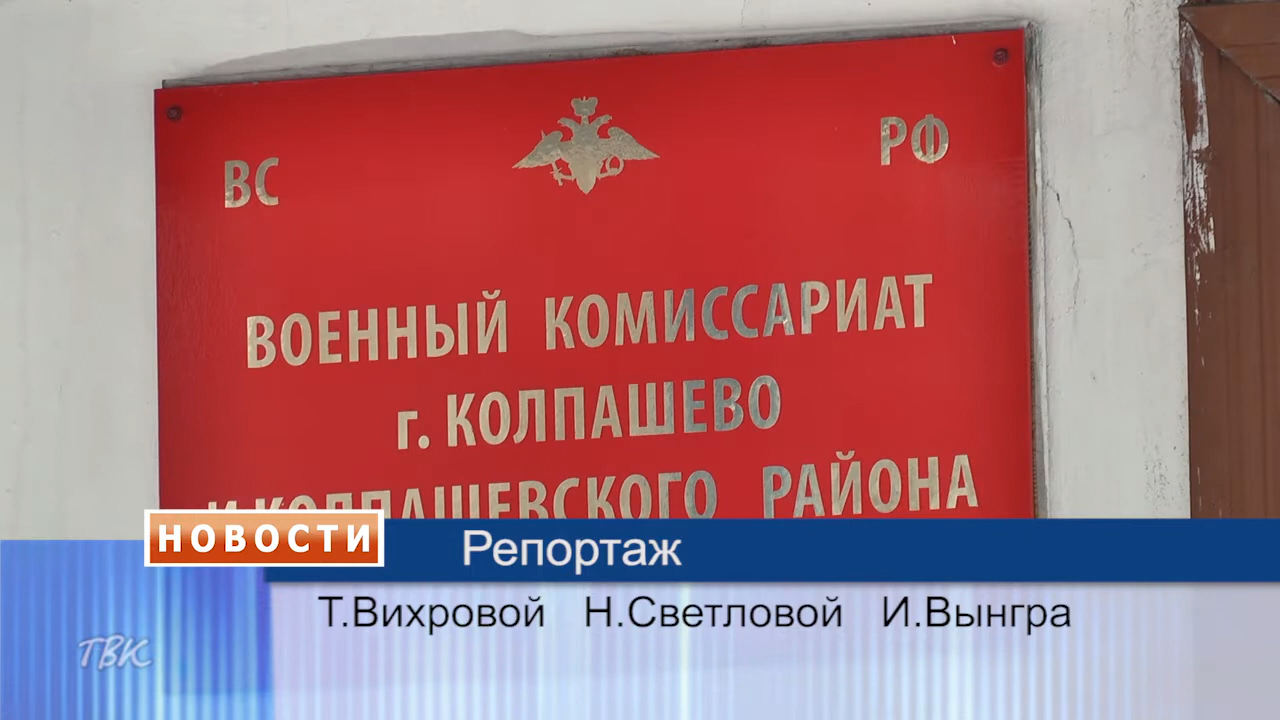 ВС РФ
ВОЕННЫЙ КОМИССАРИАТ
г. КОЛПАШЕВО
И КОЛПАШЕВСКОГО РАЙОНА
НОВОСТИ
Репортаж
Т.Вихровой Н.Светловой И.Вынгра
ТВК